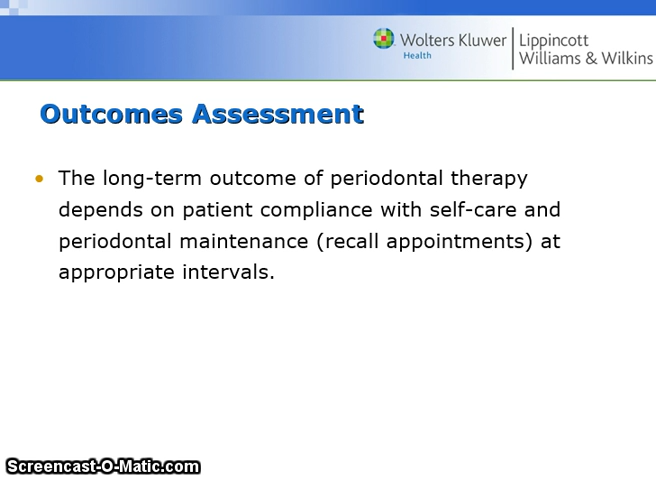 Wolters Kluwer
Health
Lippincott
Williams & Wilkins
Outcomes Assessment
• The long-term outcome of periodontal therapy
depends on patient compliance with self-care and
periodontal maintenance (recall appointments) at
appropriate intervals.
Screencast-O-Matic.com